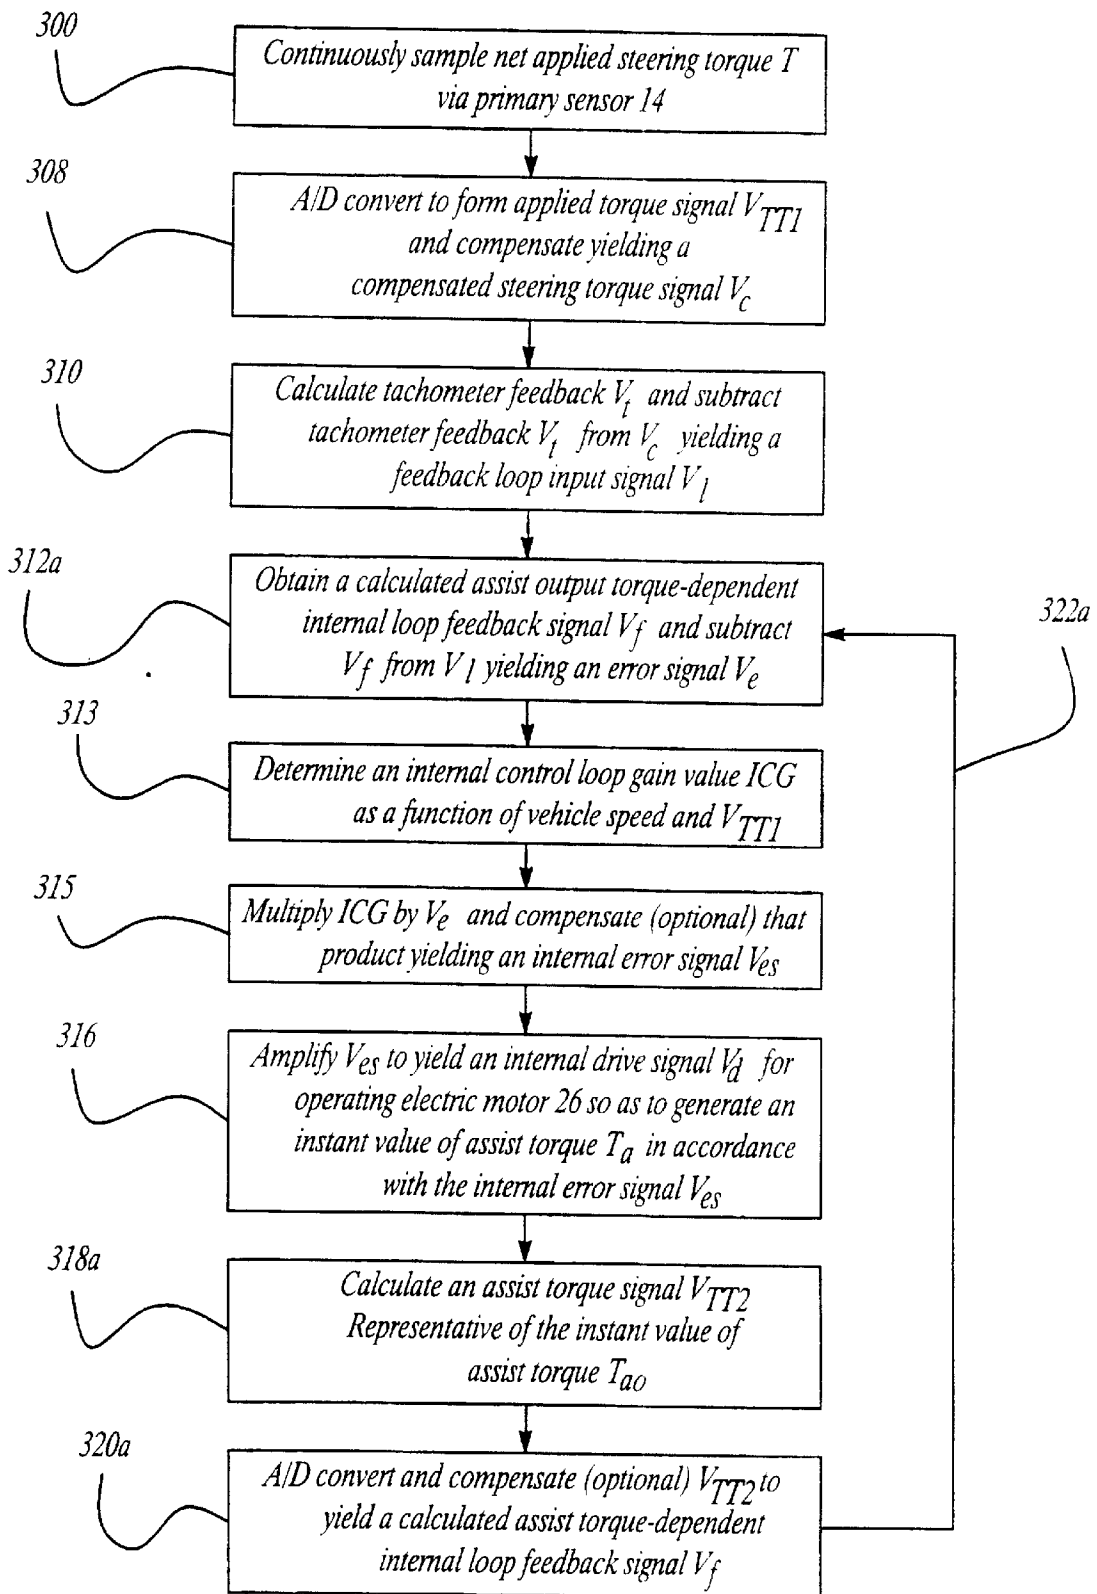 300
Continuously sample net applied steering torque T
via primary sensor 14
308
A/D convert to form applied torque signal V_TT1
and compensate yielding a
compensated steering torque signal V_c
310
Calculate tachometer feedback V_t and subtract
tachometer feedback V_t from V_c yielding a
feedback loop input signal V_l
312a
Obtain a calculated assist output torque-dependent
internal loop feedback signal V_f and subtract
V_f from V_l yielding an error signal V_e
322a
313
Determine an internal control loop gain value ICG
as a function of vehicle speed and V_TT1
315
Multiply ICG by V_e and compensate (optional) that
product yielding an internal error signal V_es
316
Amplify V_es to yield an internal drive signal V_d for
operating electric motor 26 so as to generate an
instant value of assist torque T_a in accordance
with the internal error signal V_es
318a
Calculate an assist torque signal V_TT2
Representative of the instant value of
assist torque T_ao
320a
A/D convert and compensate (optional) V_TT2 to
yield a calculated assist torque-dependent
internal loop feedback signal V_f